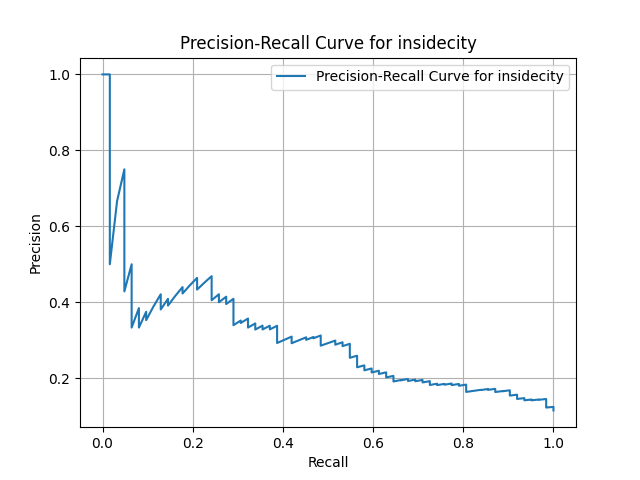 Precision-Recall Curve for insidecity
Precision-Recall Curve for insidecity
1.0
0.8
0.6
0.4
0.2
Precision
0.0 0.2 0.4 0.6 0.8 1.0
Recall